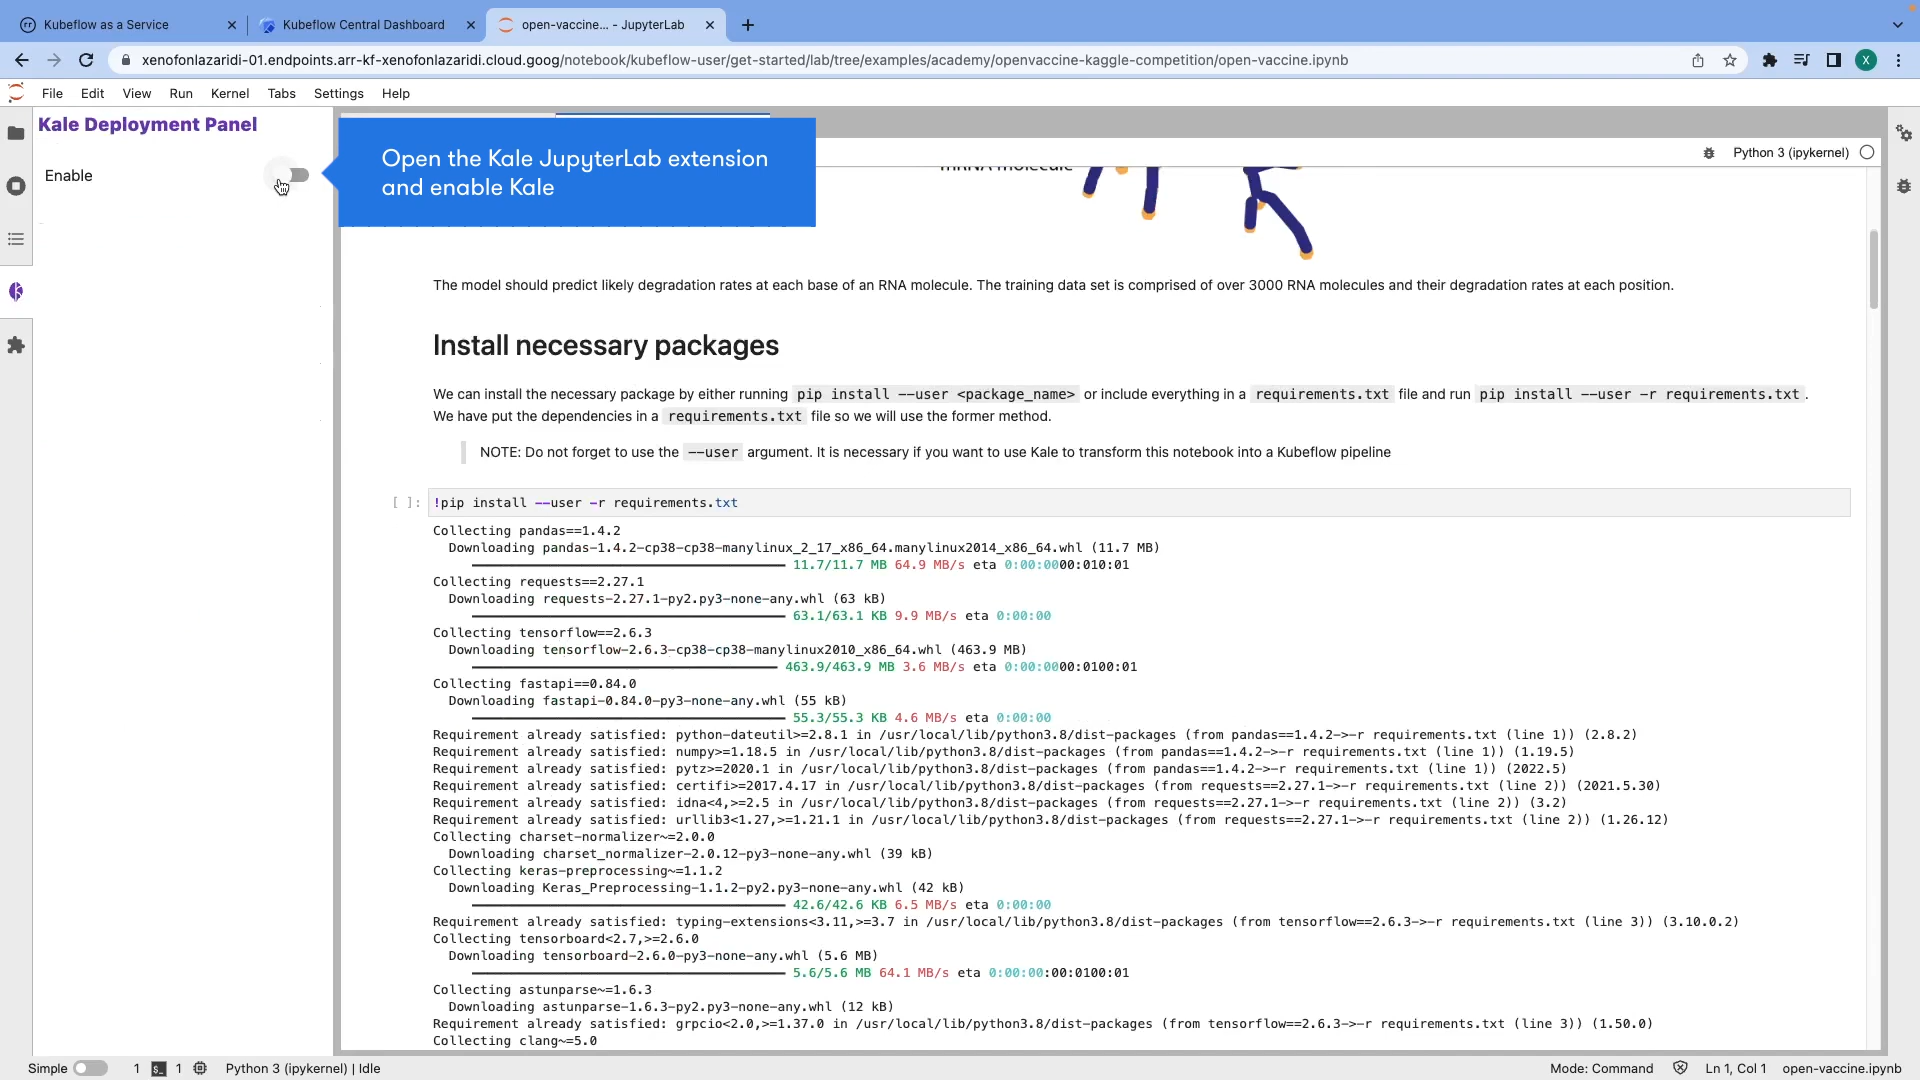 Kubeflow as a Service
Kubeflow Central Dashboard
open-vaccine... - JupyterLab
xenofonlazaridi-01.endpoints.arr-kf-xenofonlazaridi.cloud.goog/notebook/kubeflow-user/get-started/lab/tree/examples/academy/openvaccine-kaggle-competition/open-vaccine.ipynb
X
File Edit View Run Kernel Tabs Settings Help
Kale Deployment Panel
Enable
Open the Kale JupyterLab extension
and enable Kale
Python 3 (ipykernel)
mRNA molecule
The model should predict likely degradation rates at each base of an RNA molecule. The training data set is comprised of over 3000 RNA molecules and their degradation rates at each position.
Install necessary packages
We can install the necessary package by either running pip install --user <package_name> or include everything in a requirements.txt file and run pip install --user -r requirements.txt.
We have put the dependencies in a requirements.txt file so we will use the former method.
NOTE: Do not forget to use the --user argument. It is necessary if you want to use Kale to transform this notebook into a Kubeflow pipeline
[ ]: !pip install --user -r requirements.txt
Collecting pandas==1.4.2
Downloading pandas-1.4.2-cp38-cp38-manylinux_2_17_x86_64.manylinux2014_x86_64.whl (11.7 MB)
11.7/11.7 MB 64.9 MB/s eta 0:00:0000:010:01
Collecting requests==2.27.1
Downloading requests-2.27.1-py2.py3-none-any.whl (63 kB)
63.1/63.1 KB 9.9 MB/s eta 0:00:00
Collecting tensorflow==2.6.3
Downloading tensorflow-2.6.3-cp38-cp38-manylinux2010_x86_64.whl (463.9 MB)
463.9/463.9 MB 3.6 MB/s eta 0:00:0000:0100:01
Collecting fastapi==0.84.0
Downloading fastapi-0.84.0-py3-none-any.whl (55 kB)
55.3/55.3 KB 4.6 MB/s eta 0:00:00
Requirement already satisfied: python-dateutil>=2.8.1 in /usr/local/lib/python3.8/dist-packages (from pandas==1.4.2->-r requirements.txt (line 1)) (2.8.2)
Requirement already satisfied: numpy>=1.18.5 in /usr/local/lib/python3.8/dist-packages (from pandas==1.4.2->-r requirements.txt (line 1)) (1.19.5)
Requirement already satisfied: pytz>=2020.1 in /usr/local/lib/python3.8/dist-packages (from pandas==1.4.2->-r requirements.txt (line 1)) (2022.5)
Requirement already satisfied: certifi>=2017.4.17 in /usr/local/lib/python3.8/dist-packages (from requests==2.27.1->-r requirements.txt (line 2)) (2021.5.30)
Requirement already satisfied: idna<4,>=2.5 in /usr/local/lib/python3.8/dist-packages (from requests==2.27.1->-r requirements.txt (line 2)) (3.2)
Requirement already satisfied: urllib3<1.27,>=1.21.1 in /usr/local/lib/python3.8/dist-packages (from requests==2.27.1->-r requirements.txt (line 2)) (1.26.12)
Collecting charset-normalizer~=2.0.0
Downloading charset_normalizer-2.0.12-py3-none-any.whl (39 kB)
Collecting keras-preprocessing~=1.1.2
Downloading Keras_Preprocessing-1.1.2-py2.py3-none-any.whl (42 kB)
42.6/42.6 KB 6.5 MB/s eta 0:00:00
Requirement already satisfied: typing-extensions<3.11,>=3.7 in /usr/local/lib/python3.8/dist-packages (from tensorflow==2.6.3->-r requirements.txt (line 3)) (3.10.0.2)
Collecting tensorboard<2.7,>=2.6.0
Downloading tensorboard-2.6.0-py3-none-any.whl (5.6 MB)
5.6/5.6 MB 64.1 MB/s eta 0:00:00:00:0100:01
Collecting astunparse~=1.6.3
Downloading astunparse-1.6.3-py2.py3-none-any.whl (12 kB)
Requirement already satisfied: grpcio<2.0,>=1.37.0 in /usr/local/lib/python3.8/dist-packages (from tensorflow==2.6.3->-r requirements.txt (line 3)) (1.50.0)
Collecting clang~=5.0
Simple 1 1 Python 3 (ipykernel) | Idle Mode: Command Ln 1, Col 1 open-vaccine.ipynb